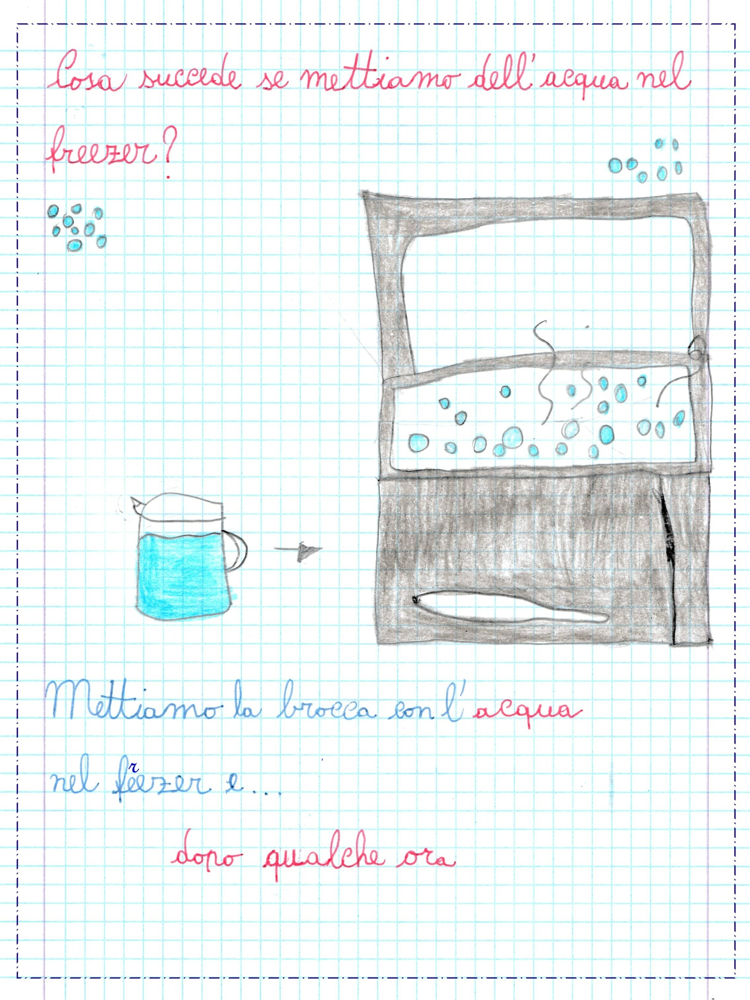 Cosa succede se mettiamo dell'acqua nel
freezer?
Mettiamo la brocca con l'acqua
nel freezer e...
dopo qualche ora